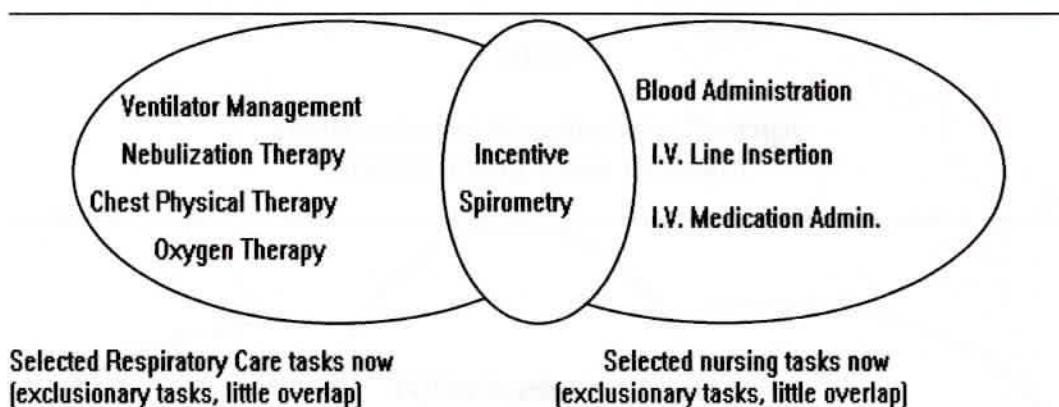 Ventilator Management
Nebulization Therapy
Chest Physical Therapy
Oxygen Therapy
Incentive
Spirometry
Blood Administration
I.V. Line Insertion
I.V. Medication Admin.
Selected Respiratory Care tasks now
(exclusionary tasks, little overlap)
Selected nursing tasks now
(exclusionary tasks, little overlap)